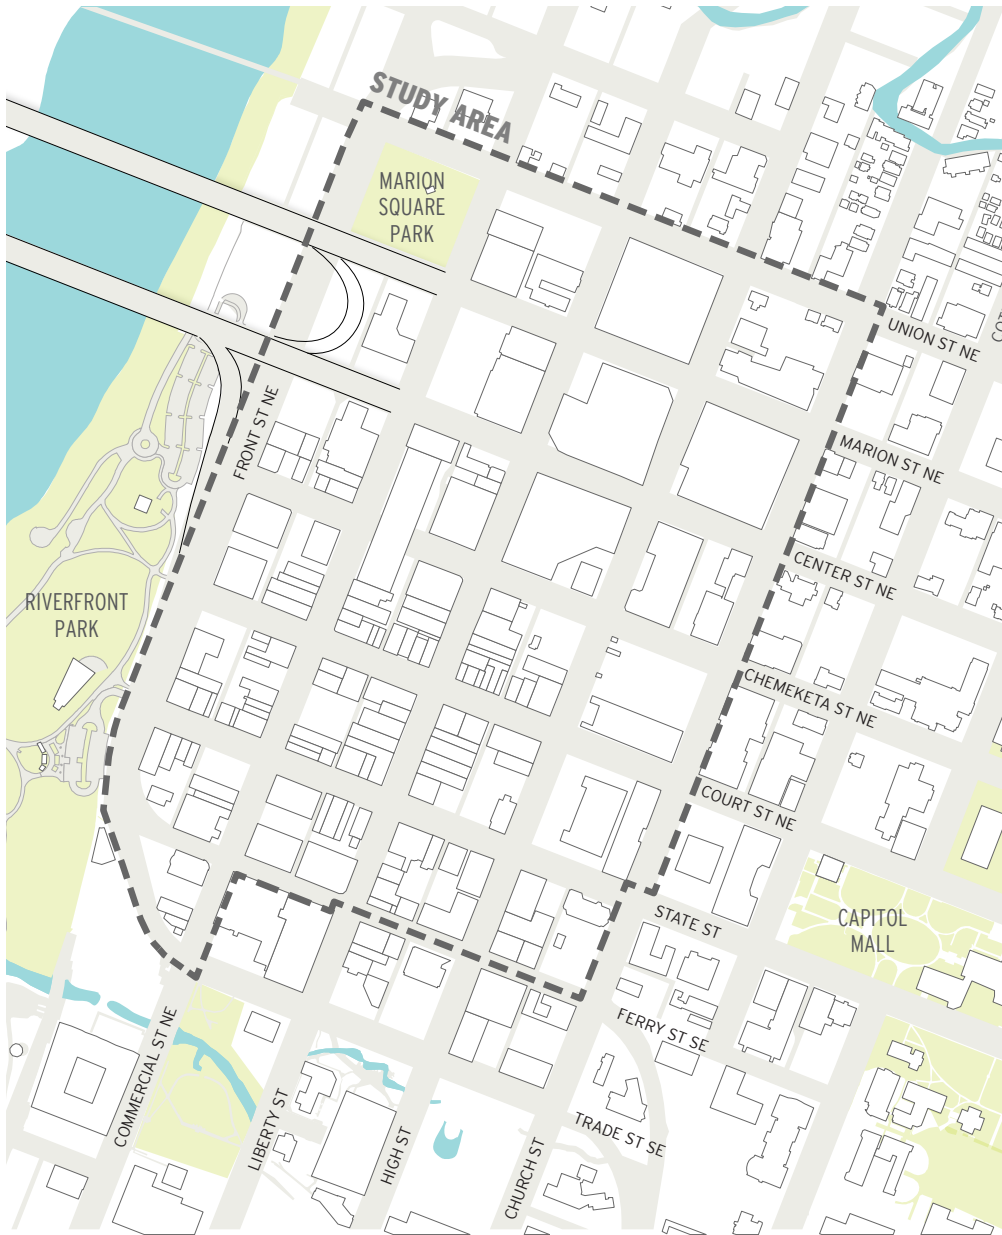 STUDY AREA
MARION
SQUARE
PARK
UNION ST NE
FRONT ST NE
MARION ST NE
CENTER ST NE
RIVERFRONT
PARK
CHEMEKETA ST NE
COURT ST NE
STATE ST
CAPITOL
MALL
FERRY ST SE
COMMERCIAL ST NE
LIBERTY ST
HIGH ST
CHURCH ST
TRADE ST SE